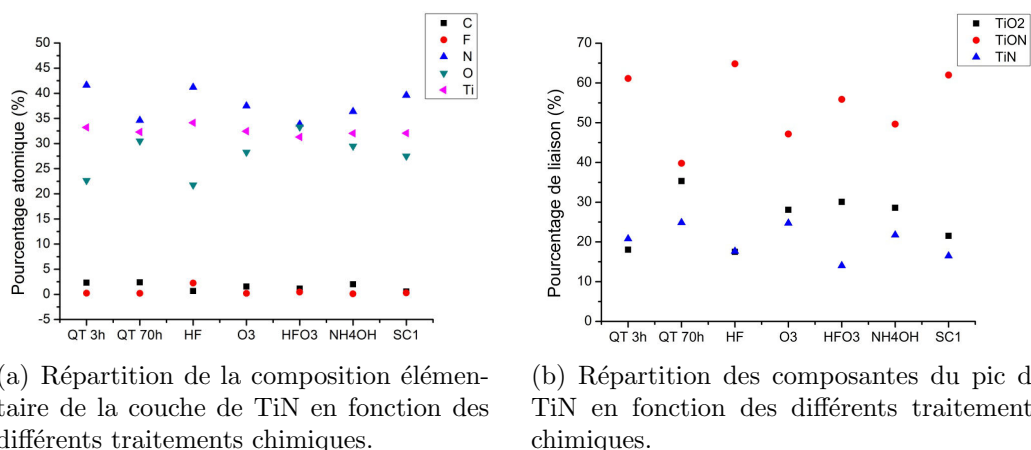 C
F
N
O
Ti
50
45
40
35
30
25
20
15
10
5
0
-5
Pourcentage atomique (%)
QT 3h QT 70h HF O3 HFO3 NH4OH SC1
TiO2
TiON
TiN
70
60
50
40
30
20
10
0
Pourcentage de liaison (%)
QT 3h QT 70h HF O3 HFO3 NH4OH SC1
(a) Répartition de la composition élémen-
taire de la couche de TiN en fonction des
différents traitements chimiques.
(b) Répartition des composantes du pic d
TiN en fonction des différents traitement
chimiques.